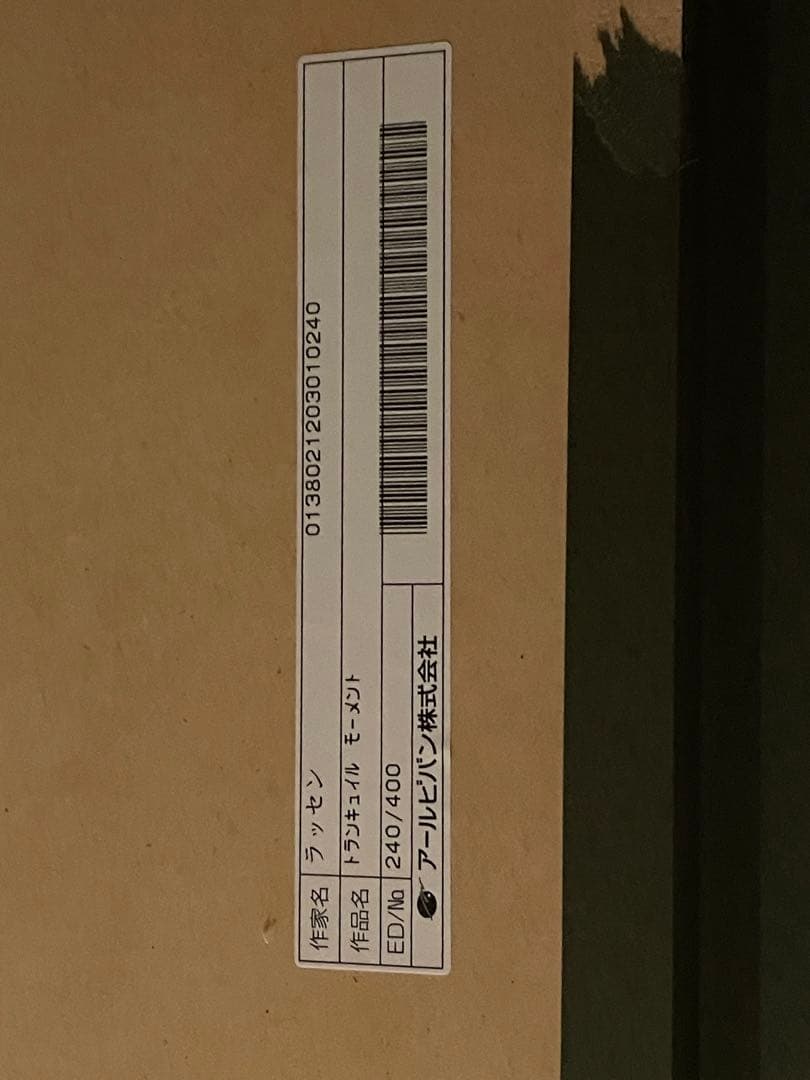 作家名 ラッセン 0138021203010240
作品名 トランキュイル モーメント
ED/№ 240/400
アールビバン株式会社